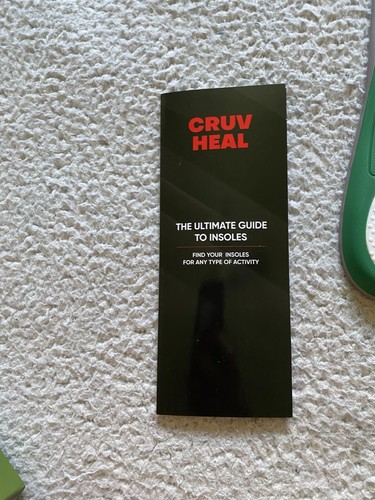 CRUV
HEAL
THE ULTIMATE GUIDE
TO INSOLES
FIND YOUR INSOLES
FOR ANY TYPE OF ACTIVITY